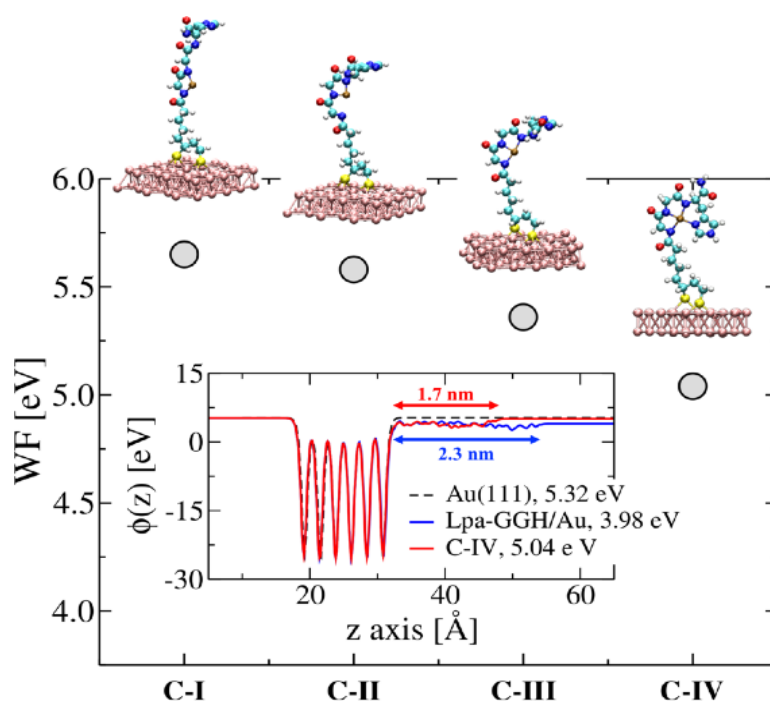 6.0
5.5
5.0
4.5
4.0
WF [eV]
15
0
-15
-30
ϕ(z) [eV]
1.7 nm
2.3 nm
Au(111), 5.32 eV
Lpa-GGH/Au, 3.98 eV
C-IV, 5.04 e V
20
40
60
z axis [Å]
C-I
C-II
C-III
C-IV